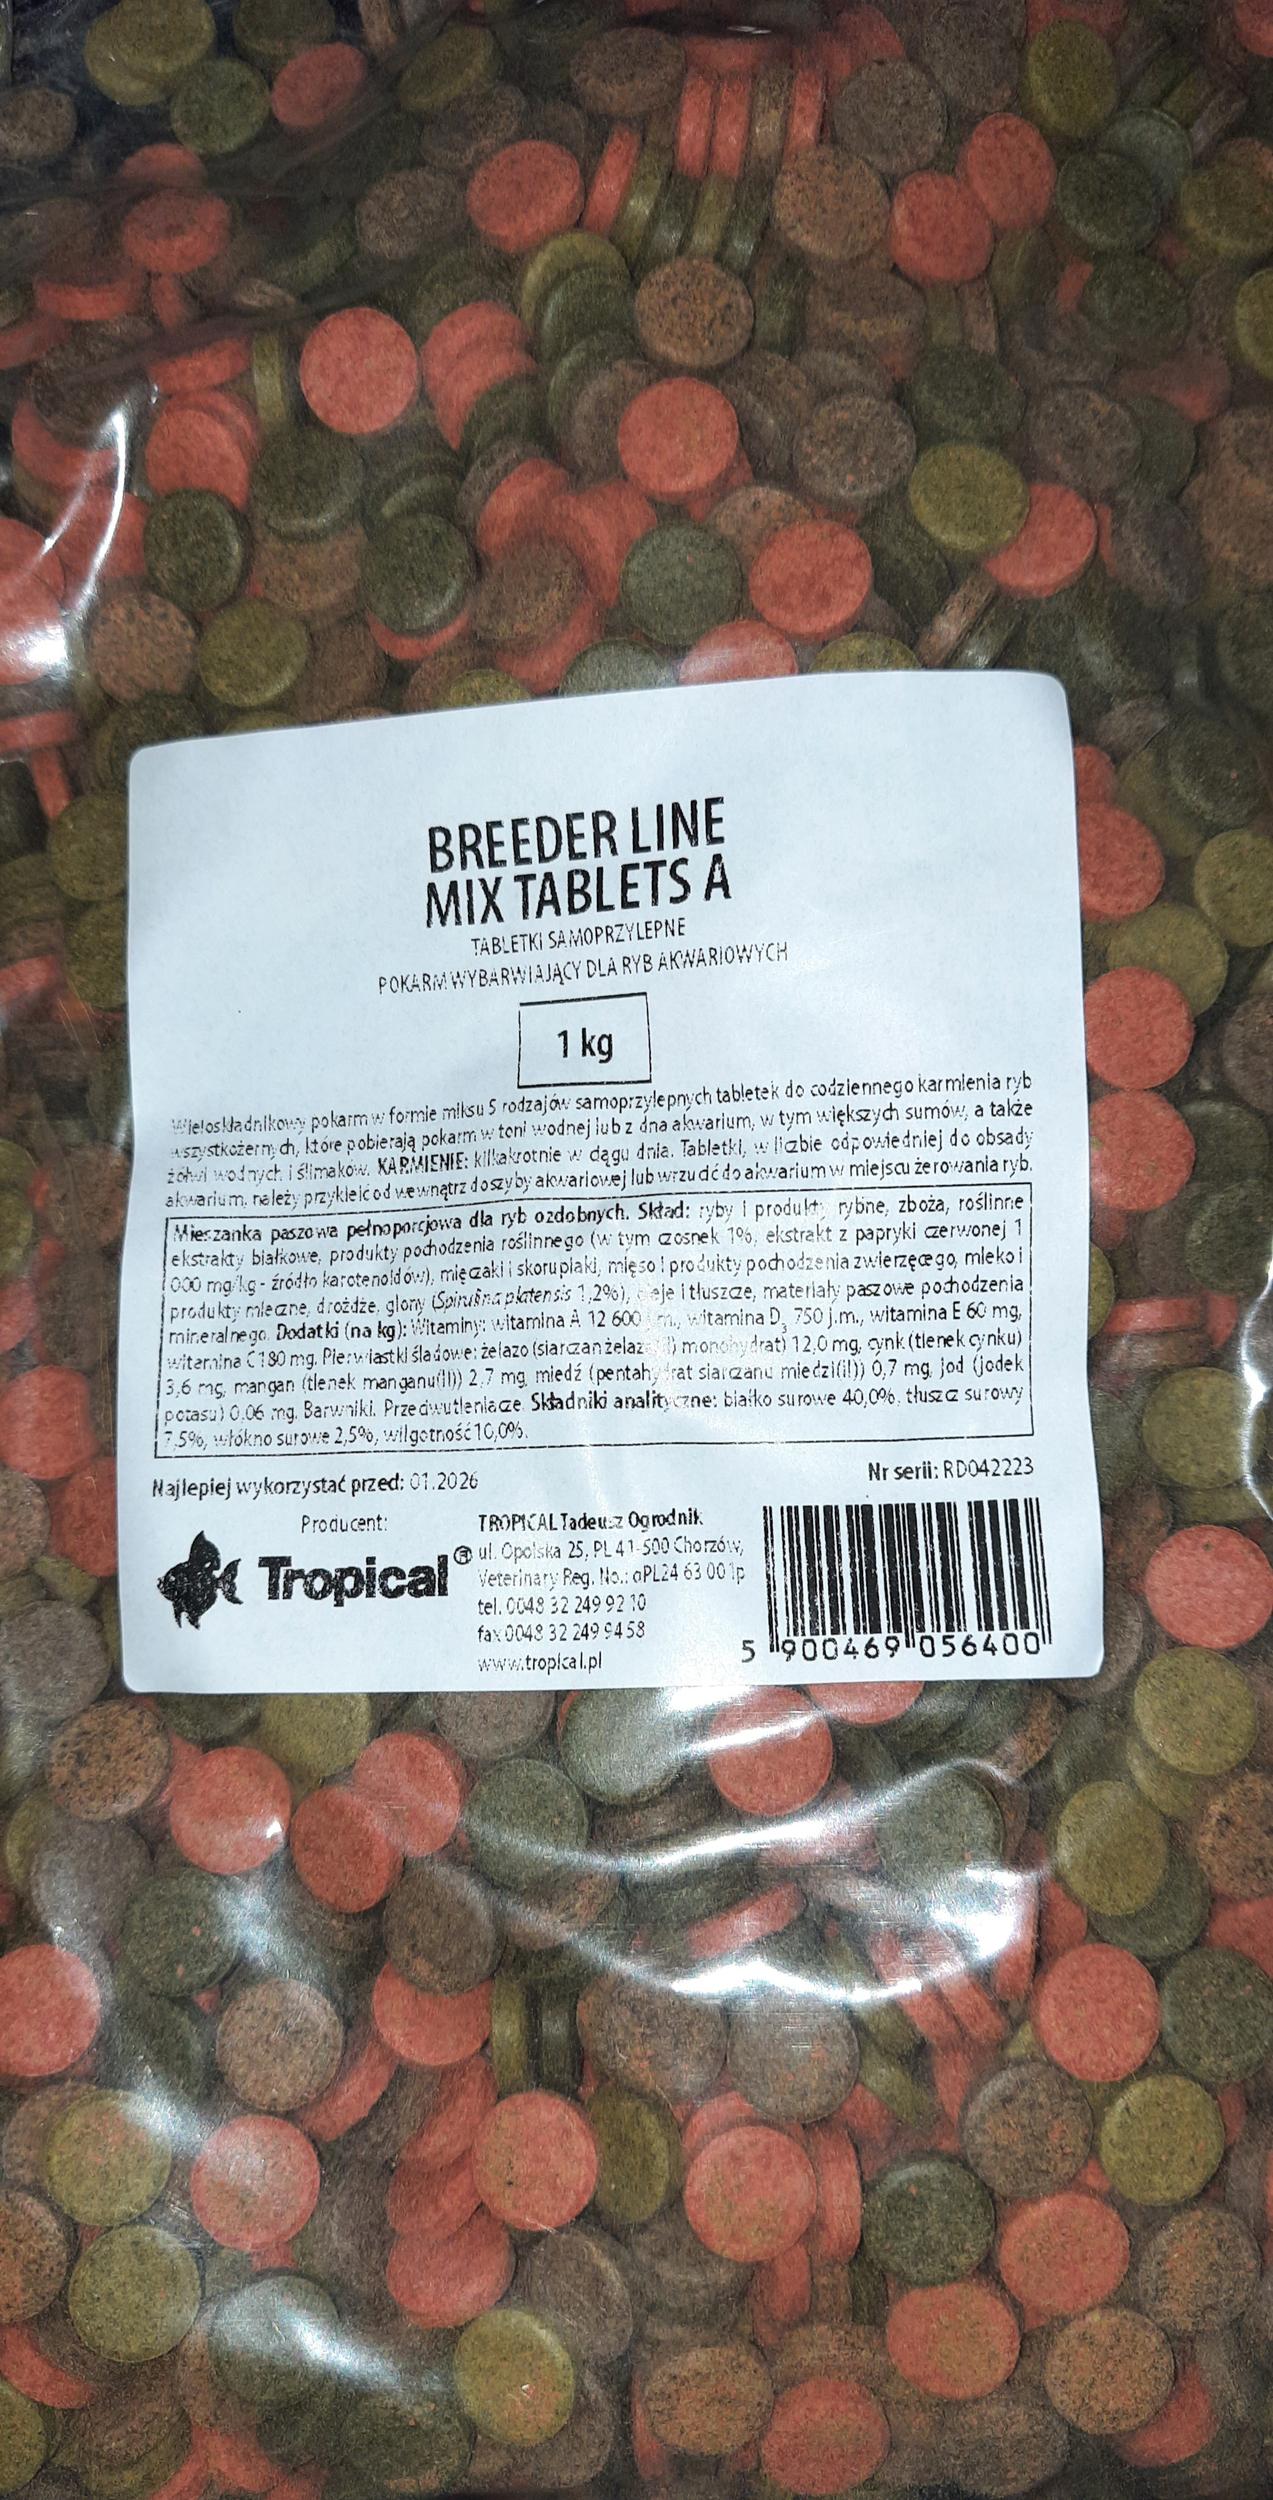 BREEDER LINE
MIX TABLETS A
TABLETKI SAMOPRZYLEPNE
POKARM WYBARWIAJĄCY DLA RYB AKWARIOWYCH
1 kg
Wieloskładnikowy pokarm w formie miksu 5 rodzajów samoprzylepnych tabletek do codziennego karmienia ryb
wszystkożernych, które pobierają pokarm w toni wodnej lub z dna akwarium, w tym większych sumów, a także
żółwi wodnych i ślimaków. KARMIENIE: kilkakrotnie w ciągu dnia. Tabletki, w liczbie odpowiedniej do obsady
akwarium, należy przykleić od wewnątrz do szyby akwariowej lub wrzucić do akwarium w miejscu żerowania ryb.
Mieszanka paszowa pełnoporcjowa dla ryb ozdobnych. Skład: ryby i produkty rybne, zboża, roślinne
ekstrakty białkowe, produkty pochodzenia roślinnego (w tym czosnek 1%, ekstrakt z papryki czerwonej 1
000 mg/kg - źródło karotenoidów), mięczaki i skorupiaki, mięso i produkty pochodzenia zwierzęcego, mleko i
produkty mleczne, drożdże, glony (Spirulina platensis 1,2%), oleje i tłuszcze, materiały paszowe pochodzenia
mineralnego. Dodatki (na kg): Witaminy: witamina A 12 600 j.m., witamina D₃ 750 j.m., witamina E 60 mg,
witamina C 180 mg. Pierwiastki śladowe: żelazo (siarczan żelaza(II) monohydrat) 12,0 mg, cynk (tlenek cynku)
3,6 mg, mangan (tlenek manganu(II)) 2,7 mg, miedź (pentahydrat siarczanu miedzi(II)) 0,7 mg, jod (jodek
potasu) 0,06 mg. Barwniki. Przeciwutleniacze. Składniki analityczne: białko surowe 40,0%, tłuszcz surowy
7,5%, włókno surowe 2,5%, wilgotność 10,0%.
Najlepiej wykorzystać przed: 01.2026
Nr serii: RD042223
Producent:
Tropical®
TROPICAL Tadeusz Ogrodnik
ul. Opolska 25, PL 41-500 Chorzów,
Veterinary Reg. No.: αPL24 63 001p
tel. 0048 32 249 92 10
fax 0048 32 249 94 58
www.tropical.pl
5 900469 056400